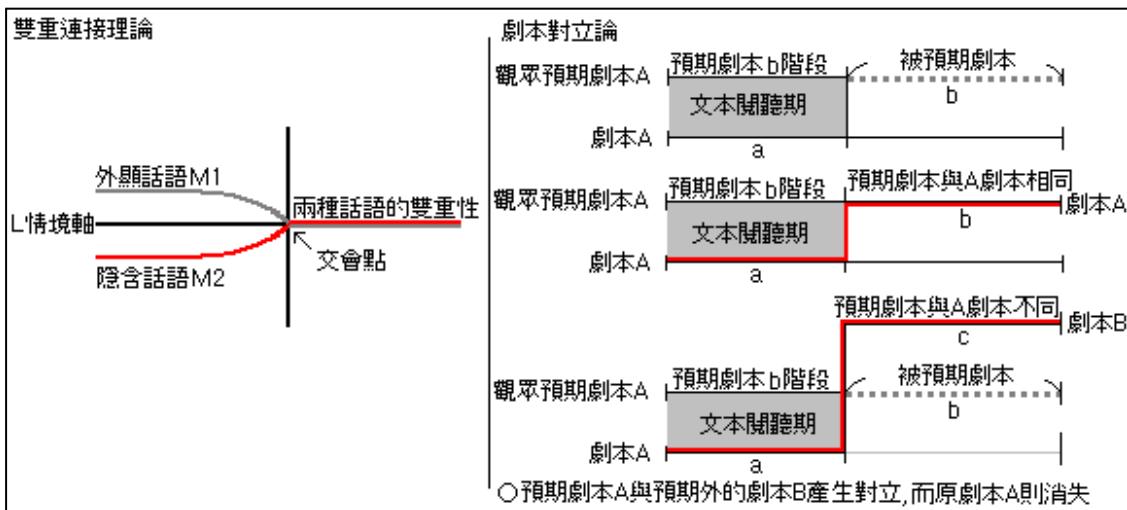 雙重連接理論
外顯話語M1
L情境軸
兩種話語的雙重性
交會點
隐含話語M2
劇本對立論
觀眾預期劇本A
預期劇本b階段
被預期劇本
文本閱聽期
b
劇本A
a
觀眾預期劇本A
預期劇本b階段
預期劇本與A劇本相同
文本閱聽期
b
劇本A
劇本A
a
預期劇本與A劇本不同
c
劇本B
觀眾預期劇本A
預期劇本b階段
被預期劇本
文本閱聽期
b
劇本A
a
○預期劇本A與預期外的劇本B產生對立,而原劇本A則消失